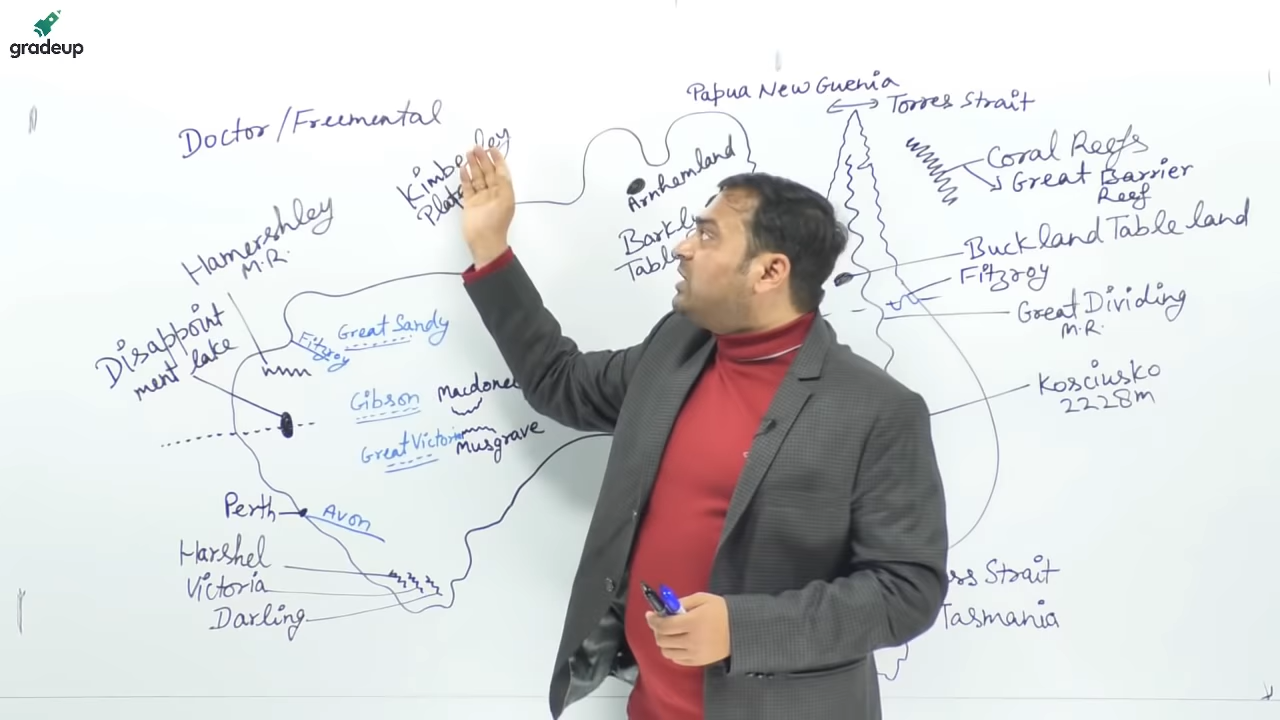 gradeup
Papua New Guenia
Torres Strait
Doctor / Freemental
Kimberley
Coral Reefs
Great Barrier
Reef
Arnhemland
Hamershley
M.R.
Buckland Table land
Fitzroy
Great Dividing
M.R.
Disappoint
ment lake
Great Sandy
Fitzroy
Gibson
Great Victoria
Musgrave
Kosciusko
2228m
Perth
Avon
Harshel
Victoria
Darling
Strait
Tasmania